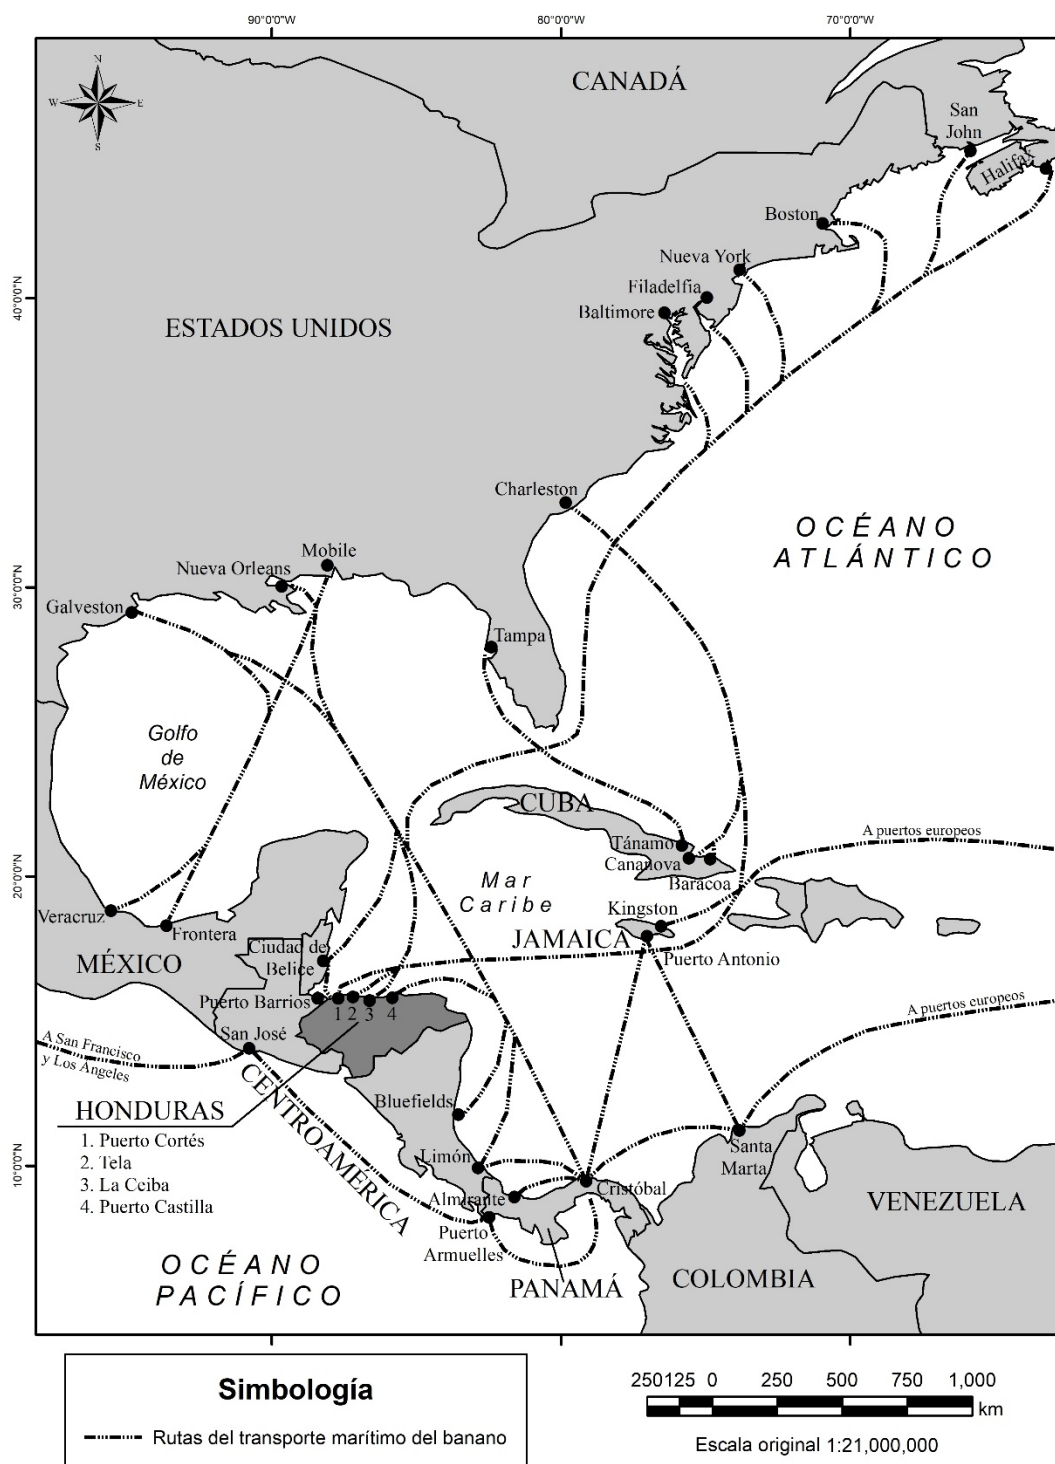 90°0'0"W
80°0'0"W
70°0'0"W
N
W
E
S
CANADÁ
San
John
Halifax
Boston
Nueva York
Filadelfia
Baltimore
40°0'0"N
ESTADOS UNIDOS
Charleston
OCÉANO
ATLÁNTICO
Mobile
Nueva Orleans
30°0'0"N
Galveston
Tampa
Golfo
de
México
CUBA
Tánamo
Cananova
Baracoa
A puertos europeos
20°0'0"N
Mar
Caribe
Veracruz
Frontera
Kingston
JAMAICA
Puerto Antonio
MÉXICO
Ciudad de
Belice
Puerto Barrios
1
2
3
4
San José
A puertos europeos
A San Francisco
y Los Ángeles
CENTROAMÉRICA
HONDURAS
1. Puerto Cortés
2. Tela
3. La Ceiba
4. Puerto Castilla
Bluefields
Limón
Santa
Marta
10°0'0"N
Almirante
Cristóbal
Puerto
Armuelles
VENEZUELA
PANAMÁ
COLOMBIA
OCÉANO
PACÍFICO
Simbología
Rutas del transporte marítimo del banano
250 125 0 250 500 750 1,000
km
Escala original 1:21,000,000